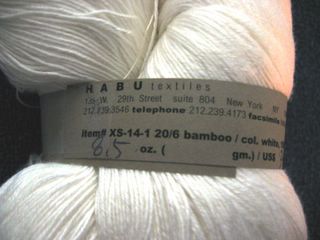 HABU textiles
135 W. 29th Street suite 804 New York NY
212.239.3546 telephone 212.239.4173 facsimile
item# XS-14-1 20/6 bamboo / col. white,
8.5 oz. ( gm.) / US$